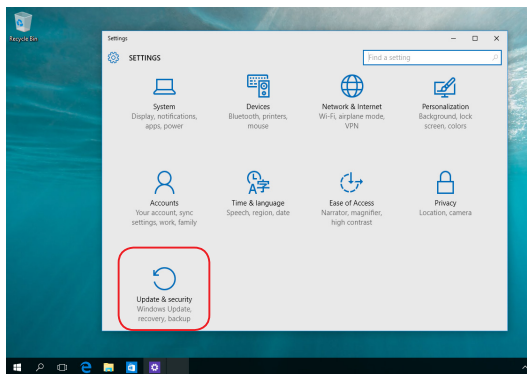 Recycle Bin
Settings
SETTINGS
Find a setting
System
Display, notifications,
apps, power
Devices
Bluetooth, printers,
mouse
Network & Internet
Wi-Fi, airplane mode,
VPN
Personalization
Background, lock
screen, colors
Accounts
Your account, sync
settings, work, family
Time & language
Speech, region, date
Ease of Access
Narrator, magnifier,
high contrast
Privacy
Location, camera
Update & security
Windows Update,
recovery, backup